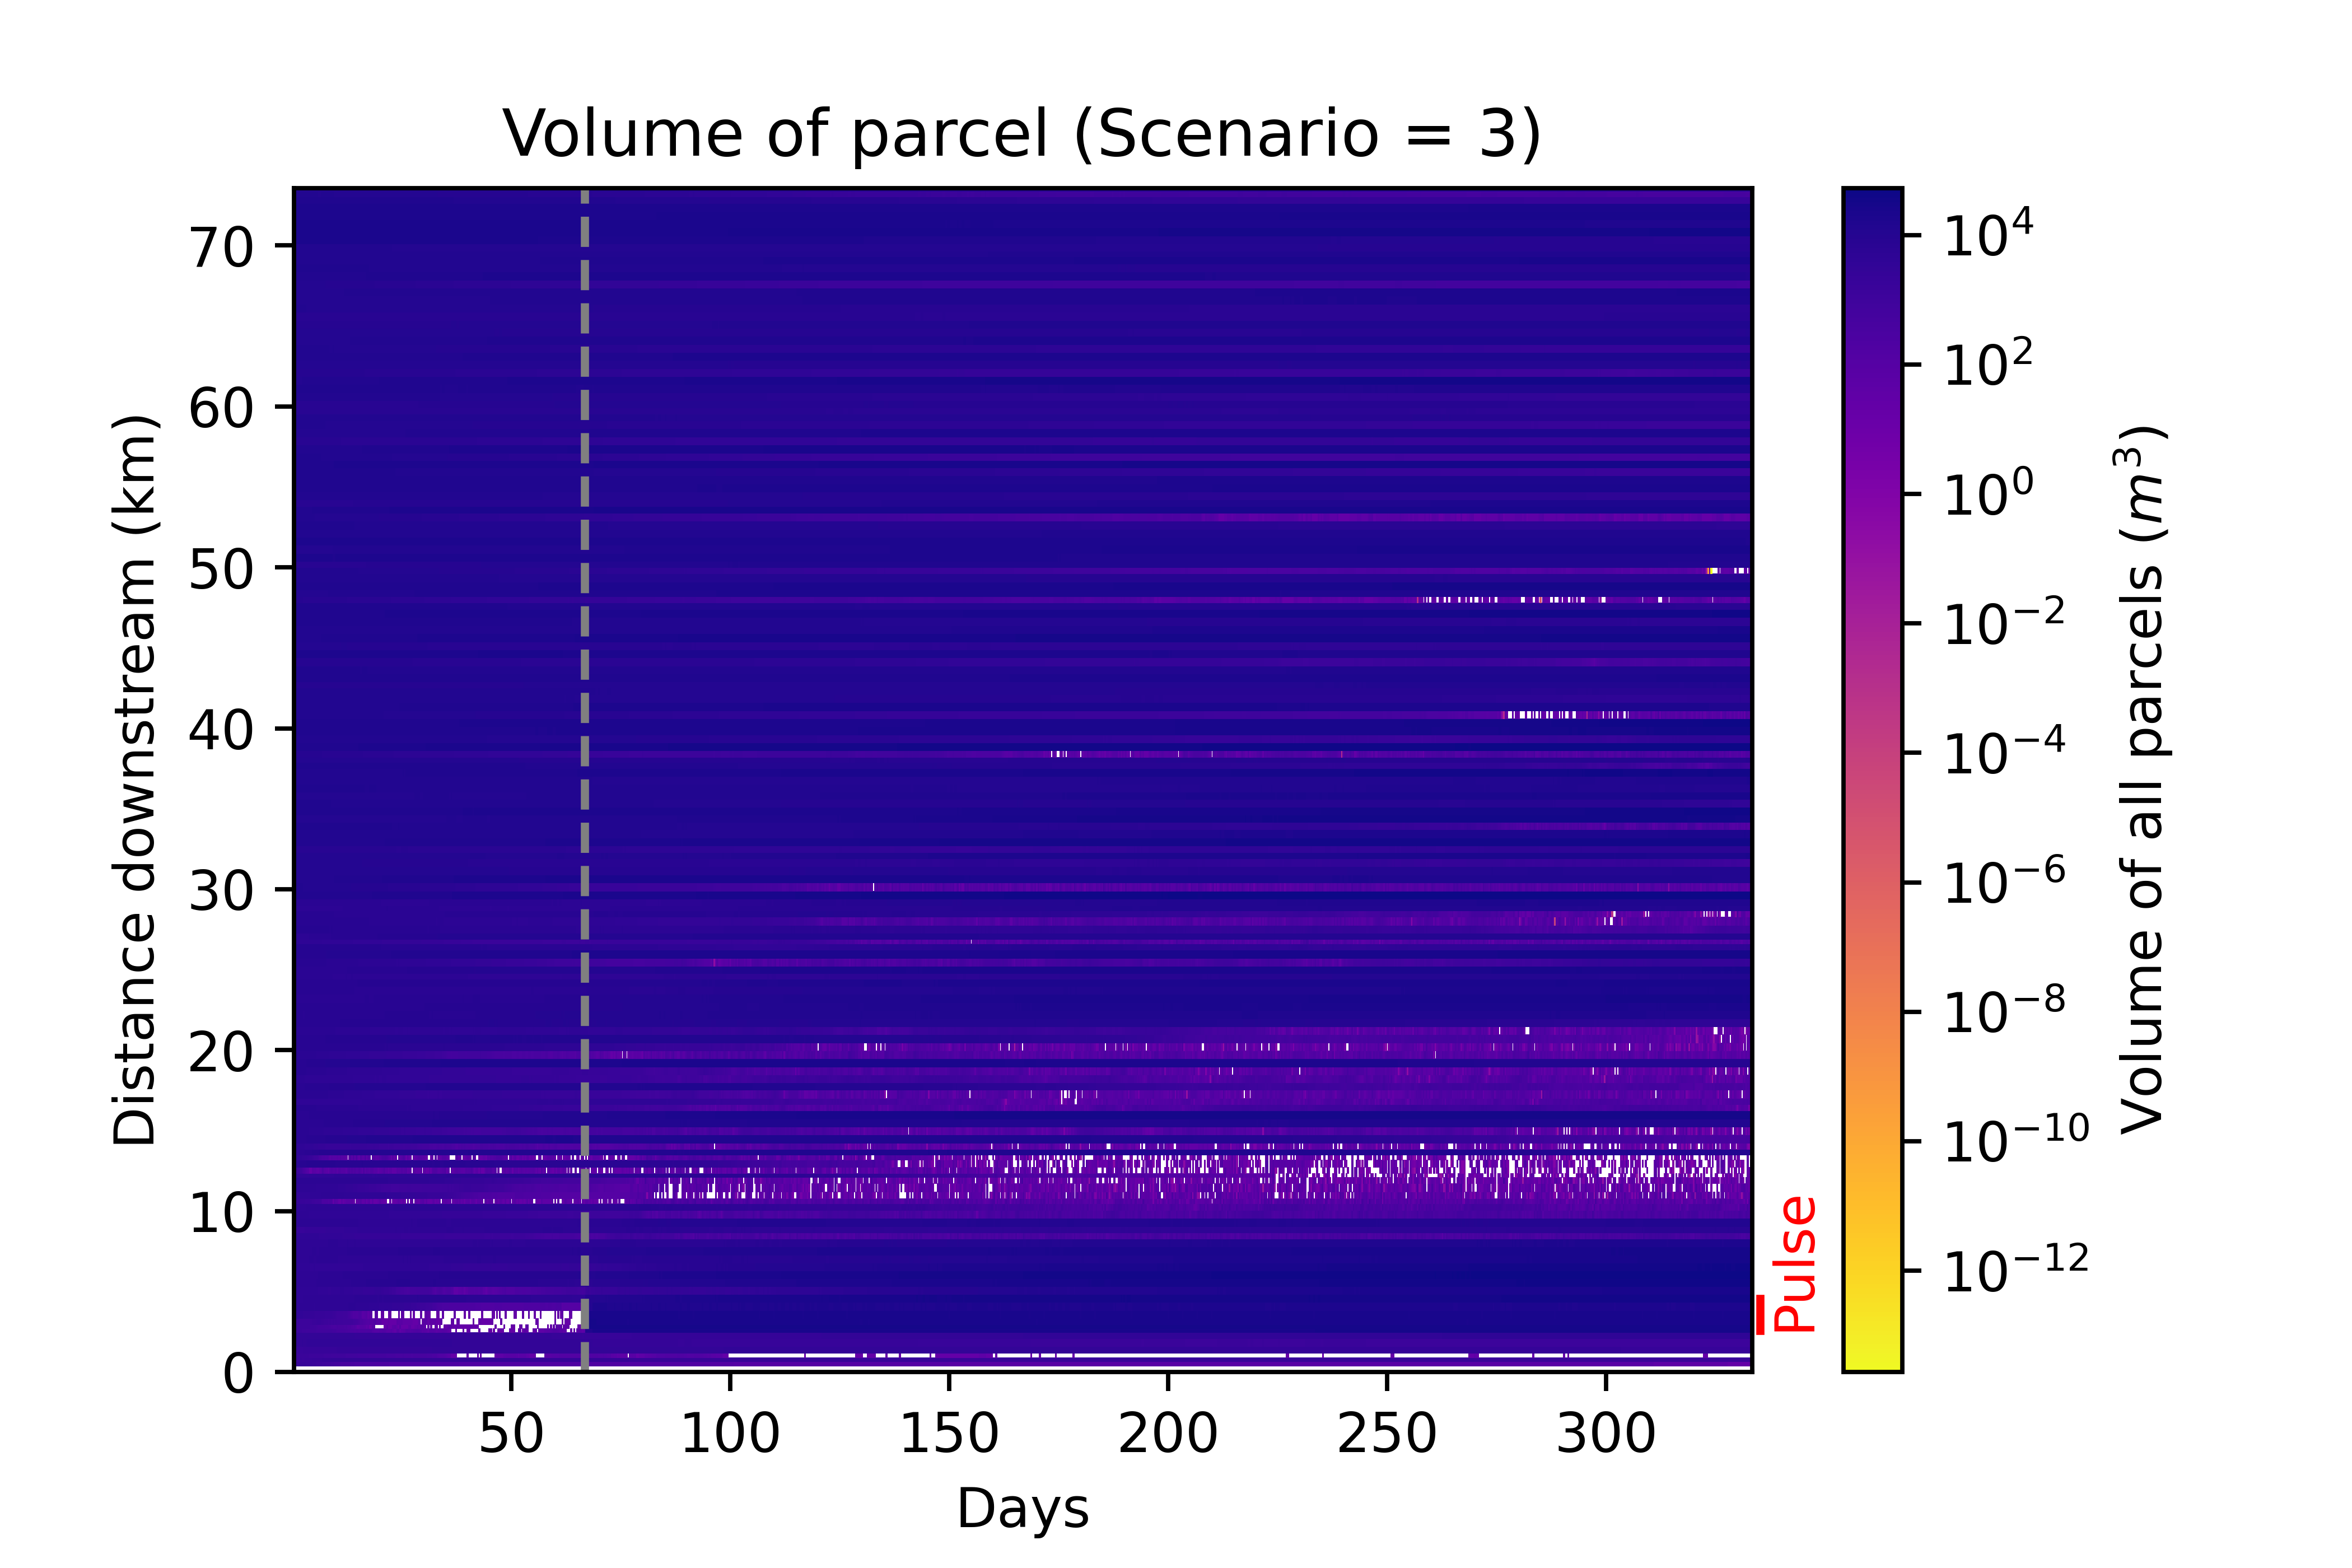 Volume of parcel (Scenario = 3)
70
60
50
40
30
20
10
0
Distance downstream (km)
50 100 150 200 250 300
Days
Pulse
10⁴
10²
10⁰
10⁻²
10⁻⁴
10⁻⁶
10⁻⁸
10⁻¹⁰
10⁻¹²
Volume of all parcels (m³)